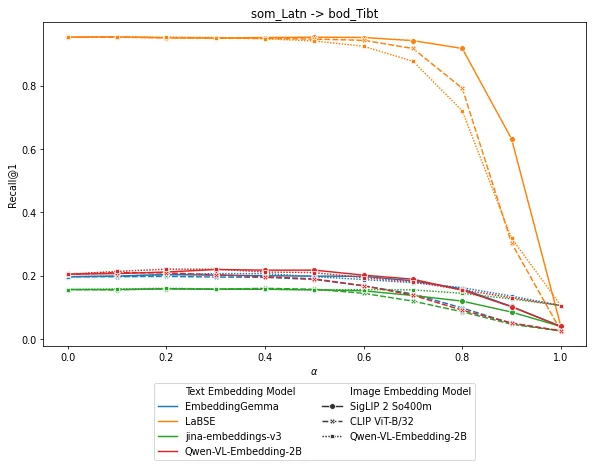 som_Latn -> bod_Tibt
Recall@1
0.8
0.6
0.4
0.2
0.0
0.0 0.2 0.4 0.6 0.8 1.0
α
Text Embedding Model Image Embedding Model
EmbeddingGemma SigLIP 2 So400m
LaBSE CLIP ViT-B/32
jina-embeddings-v3 Qwen-VL-Embedding-2B
Qwen-VL-Embedding-2B